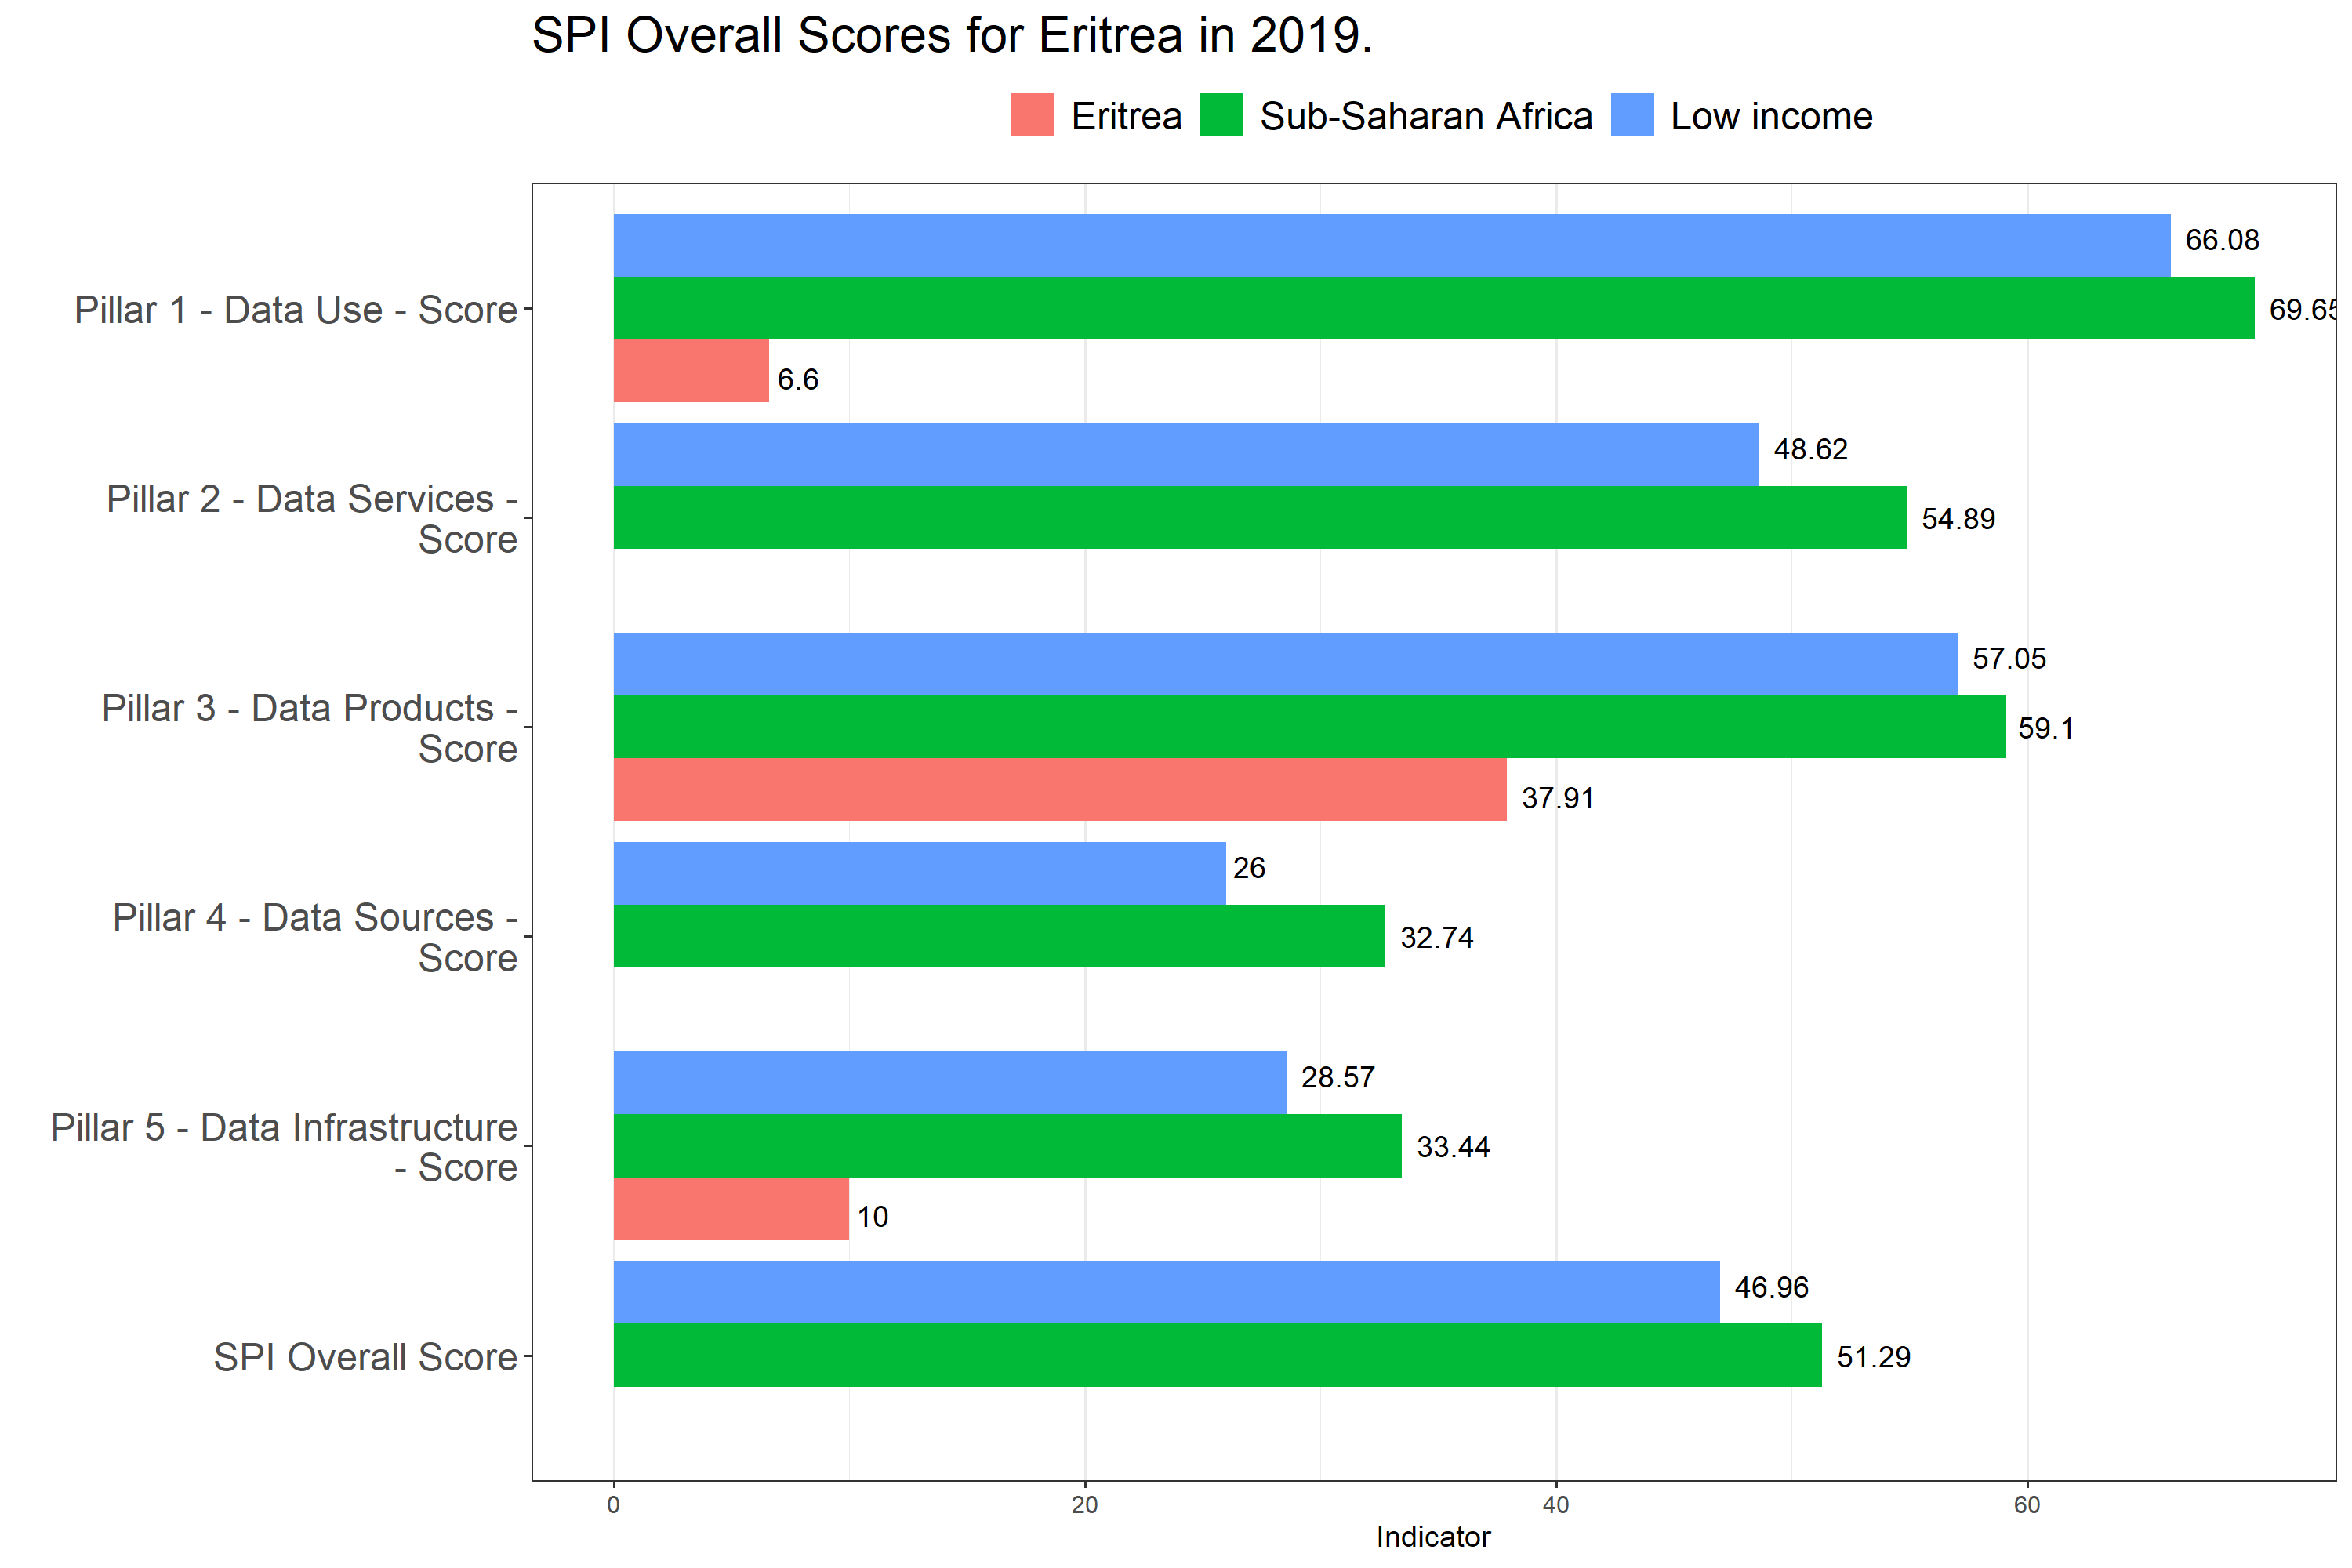 SPI Overall Scores for Eritrea in 2019.
Eritrea Sub-Saharan Africa Low income
Pillar 1 - Data Use - Score
66.08
69.65
6.6
Pillar 2 - Data Services -
Score
48.62
54.89
Pillar 3 - Data Products -
Score
57.05
59.1
37.91
Pillar 4 - Data Sources -
Score
26
32.74
Pillar 5 - Data Infrastructure
- Score
28.57
33.44
10
SPI Overall Score
46.96
51.29
0 20 40 60
Indicator